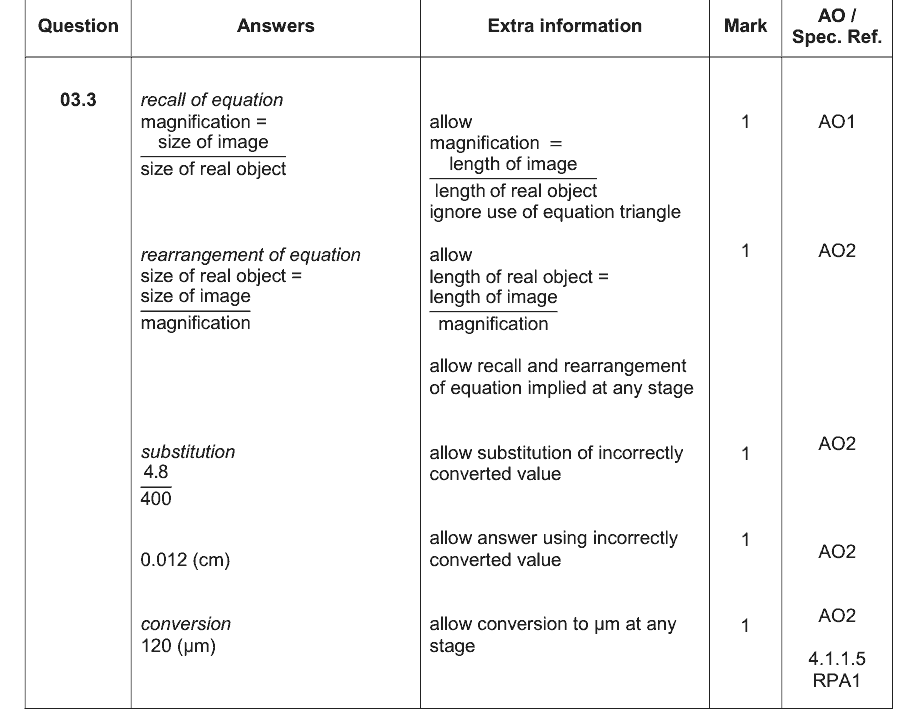 Question Answers Extra information Mark AO /
Spec. Ref.
03.3
recall of equation
magnification =
size of image
size of real object
allow
magnification =
length of image
length of real object
ignore use of equation triangle
1
AO1
rearrangement of equation
size of real object =
size of image
magnification
allow
length of real object =
length of image
magnification
allow recall and rearrangement
of equation implied at any stage
1
AO2
substitution
4.8
400
allow substitution of incorrectly
converted value
1
AO2
0.012 (cm)
allow answer using incorrectly
converted value
1
AO2
conversion
120 (µm)
allow conversion to µm at any
stage
1
AO2
4.1.1.5
RPA1